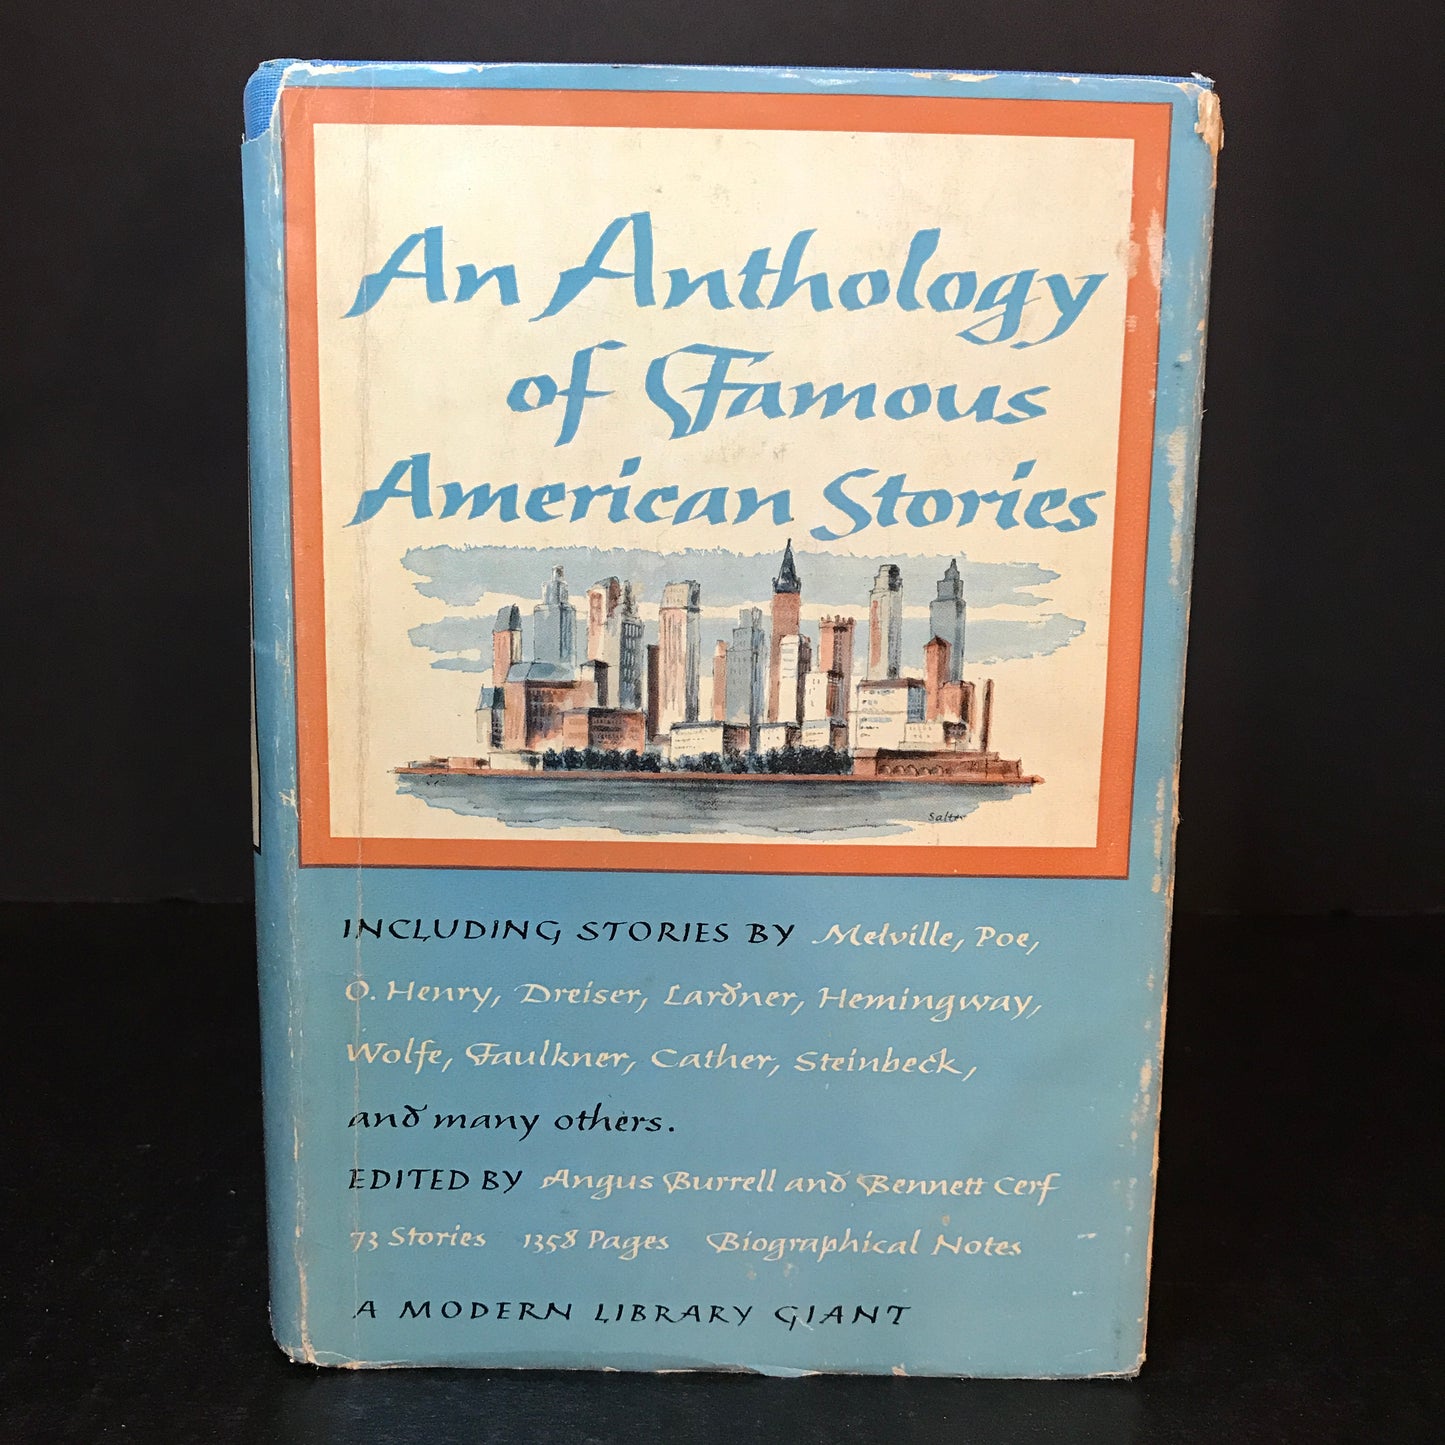 An Anthology
of Famous
American Stories
Salter
INCLUDING STORIES BY Melville, Poe,
O. Henry, Dreiser, Lardner, Hemingway,
Wolfe, Faulkner, Cather, Steinbeck,
and many others.
EDITED BY Angus Burrell and Bennett Cerf
73 Stories 1358 Pages Biographical Notes
A MODERN LIBRARY GIANT